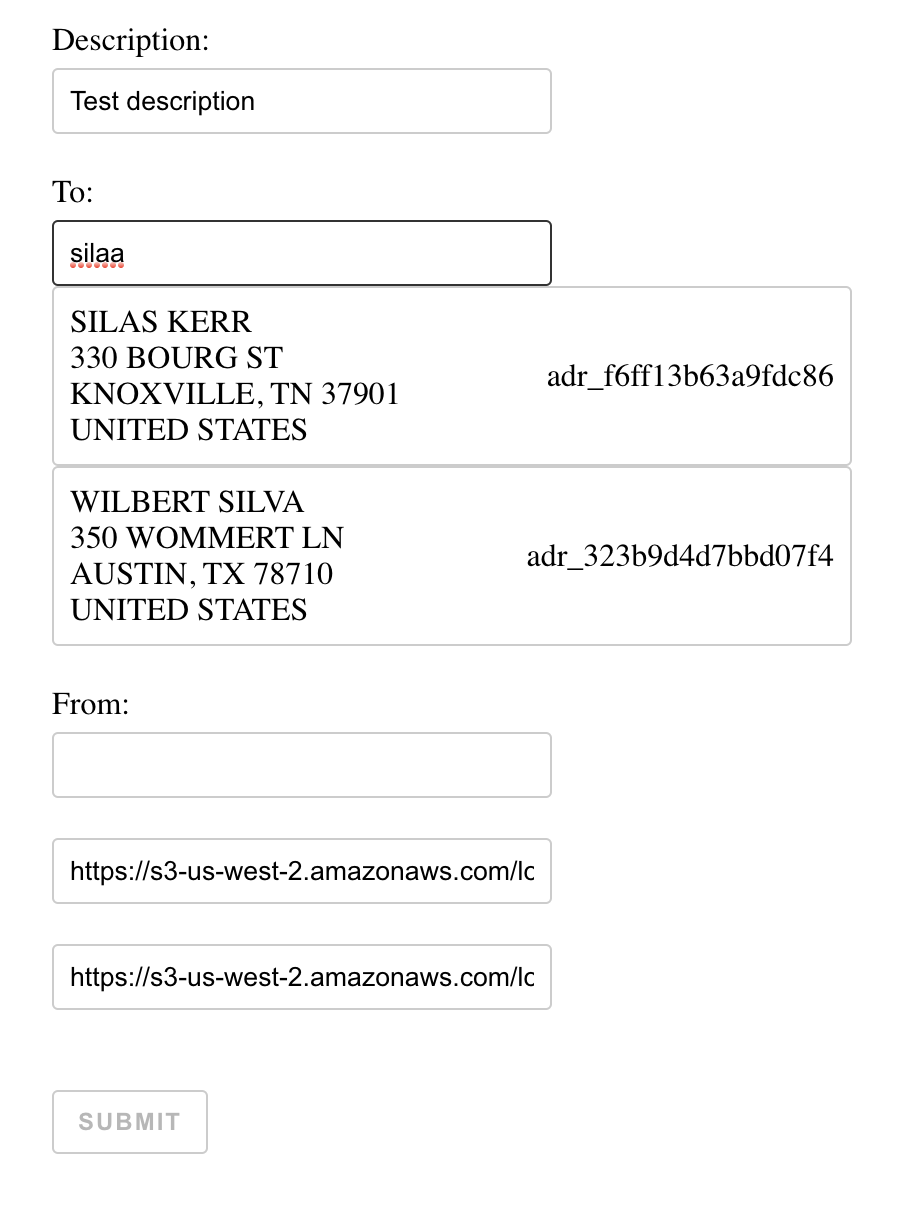 Description:
Test description
To:
silaa
SILAS KERR
330 BOURG ST
KNOXVILLE, TN 37901
UNITED STATES
adr_f6ff13b63a9fdc86
WILBERT SILVA
350 WOMMERT LN
AUSTIN, TX 78710
UNITED STATES
adr_323b9d4d7bbd07f4
From:
https://s3-us-west-2.amazonaws.com/lo
https://s3-us-west-2.amazonaws.com/lo
SUBMIT